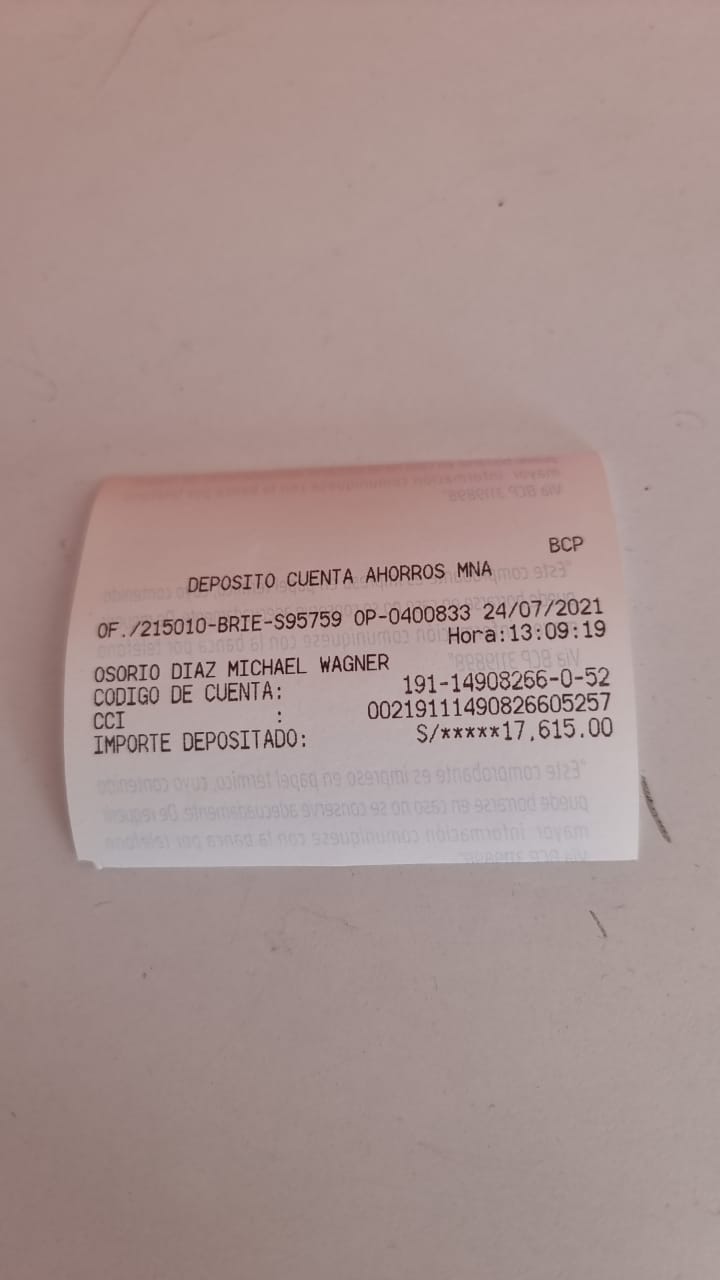 BCP
DEPOSITO CUENTA AHORROS MNA
OF./215010-BRIE-S95759 OP-0400833 24/07/2021
Hora:13:09:19
OSORIO DIAZ MICHAEL WAGNER
CODIGO DE CUENTA: 191-14908266-0-52
CCI : 00219111490826605257
IMPORTE DEPOSITADO: S/*****17,615.00